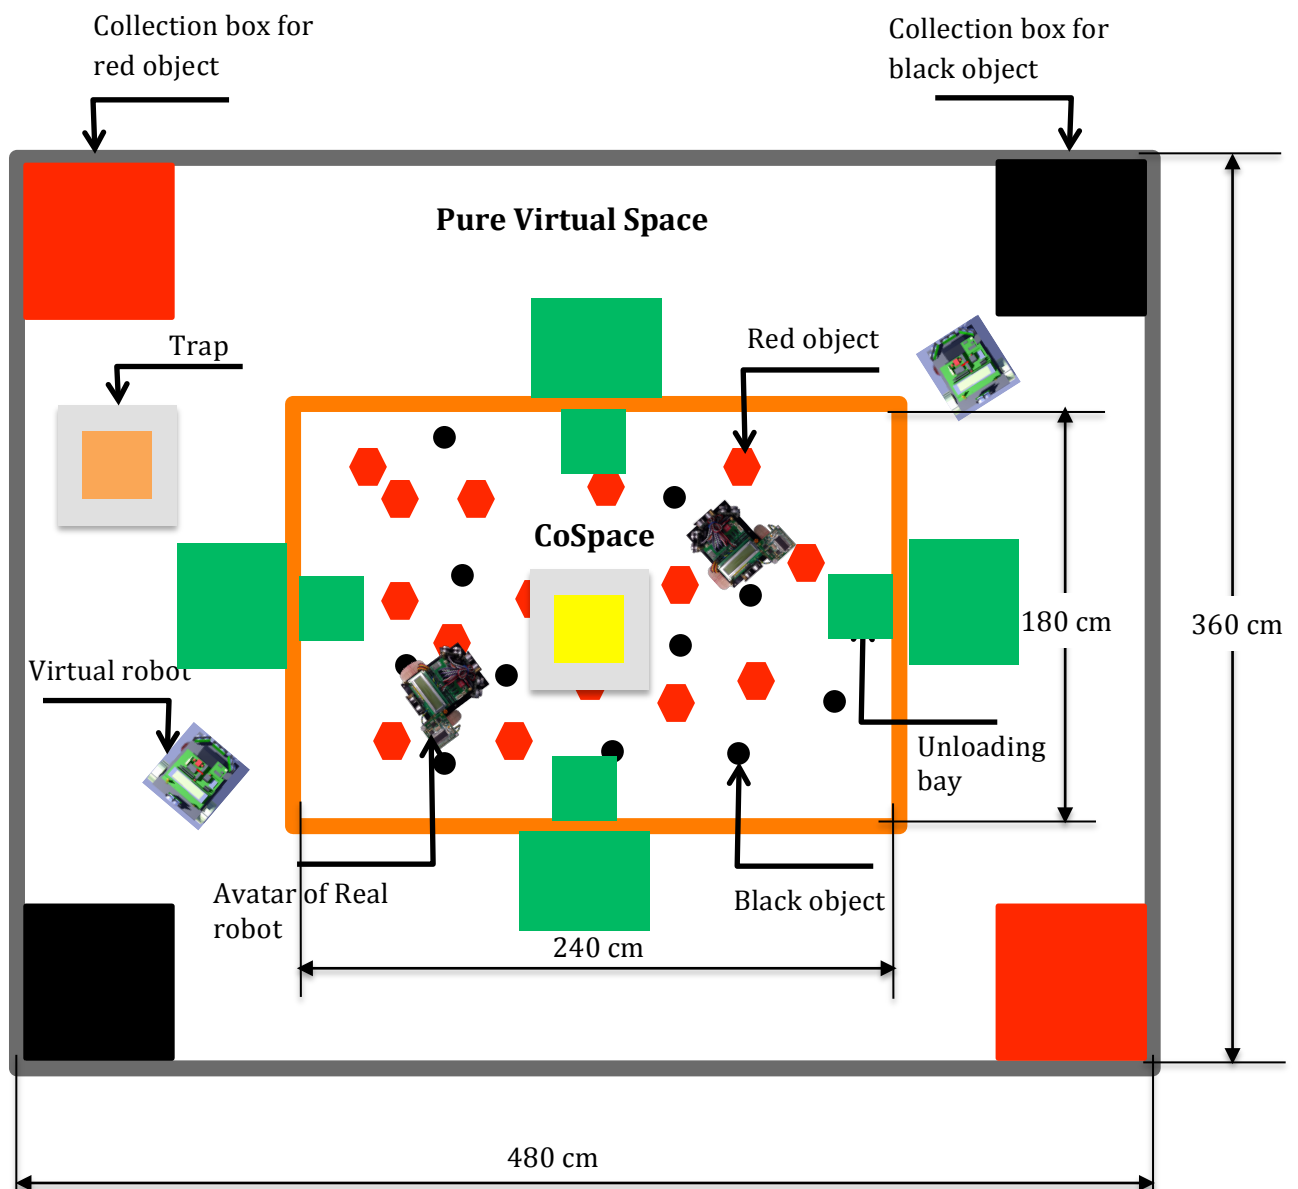 Collection box for
red object
Collection box for
black object
Pure Virtual Space
Trap
Red object
CoSpace
180 cm
360 cm
Virtual robot
Unloading
bay
Avatar of Real
robot
Black object
240 cm
480 cm